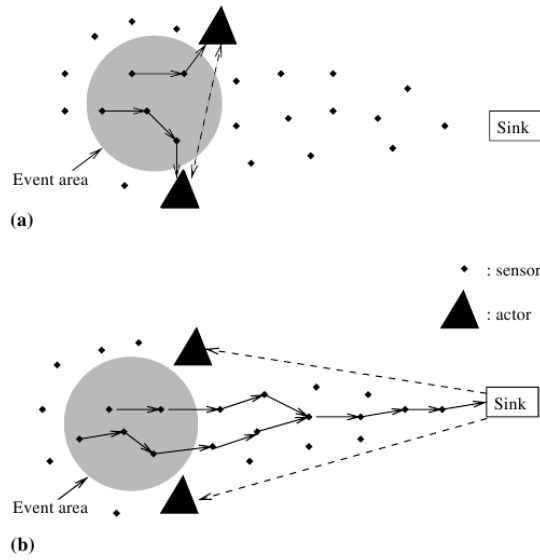 Sink
Event area
(a)
: sensor
: actor
Sink
Event area
(b)